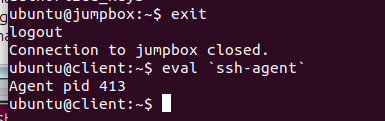 ubuntu@jumpbox:~$ exit
logout
Connection to jumpbox closed.
ubuntu@client:~$ eval `ssh-agent`
Agent pid 413
ubuntu@client:~$